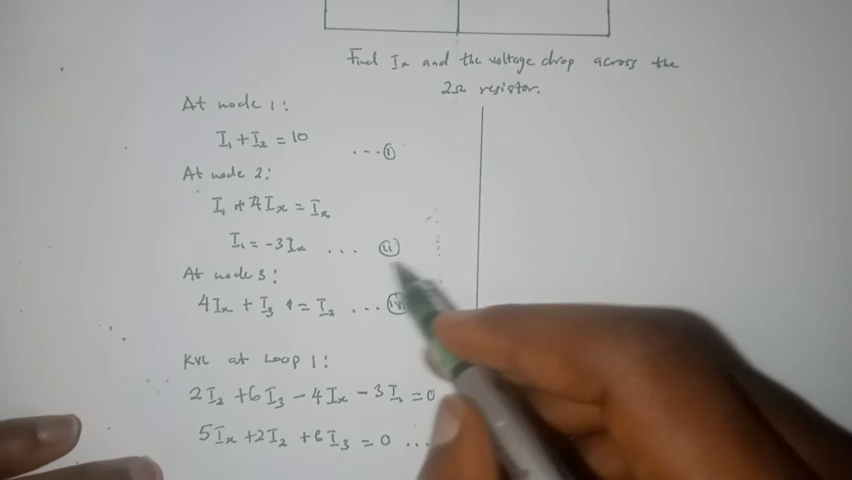 Find Ix and the voltage drop across the
2Ω resistor.
At node 1:
I₁ + I₂ = 10 ... ①
At node 2:
I₁ + 4Ix = Ix
I₁ = -3Ix ... (ii)
At node 3:
4Ix + I₃ = I₂ ...
KVL at Loop 1:
2I₂ + 6I₃ - 4Ix - 3I₁ = 0
5Ix + 2I₂ + 6I₃ = 0 ...